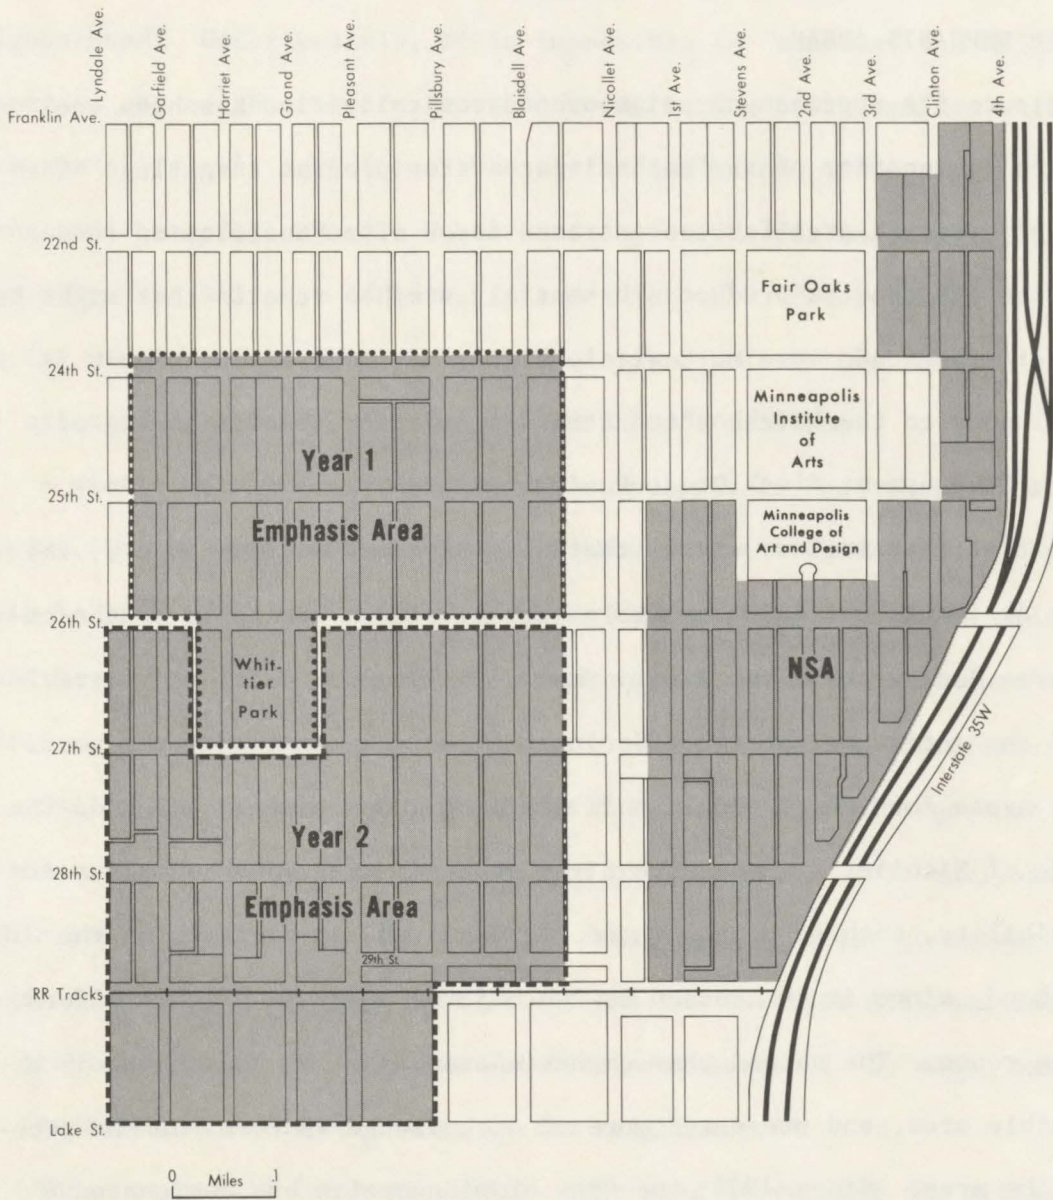 Lyndale Ave.
Garfield Ave.
Harriet Ave.
Grand Ave.
Pleasant Ave.
Pillsbury Ave.
Blaisdell Ave.
Nicollet Ave.
1st Ave.
Stevens Ave.
2nd Ave.
3rd Ave.
Clinton Ave.
4th Ave.
Franklin Ave.
22nd St.
Fair Oaks
Park
24th St.
Minneapolis
Institute
of
Arts
Year 1
25th St.
Emphasis Area
Minneapolis
College of
Art and Design
26th St.
Whit-
tier
Park
NSA
27th St.
Interstate 35W
Year 2
28th St.
Emphasis Area
29th St.
RR Tracks
Lake St.
0 Miles .1